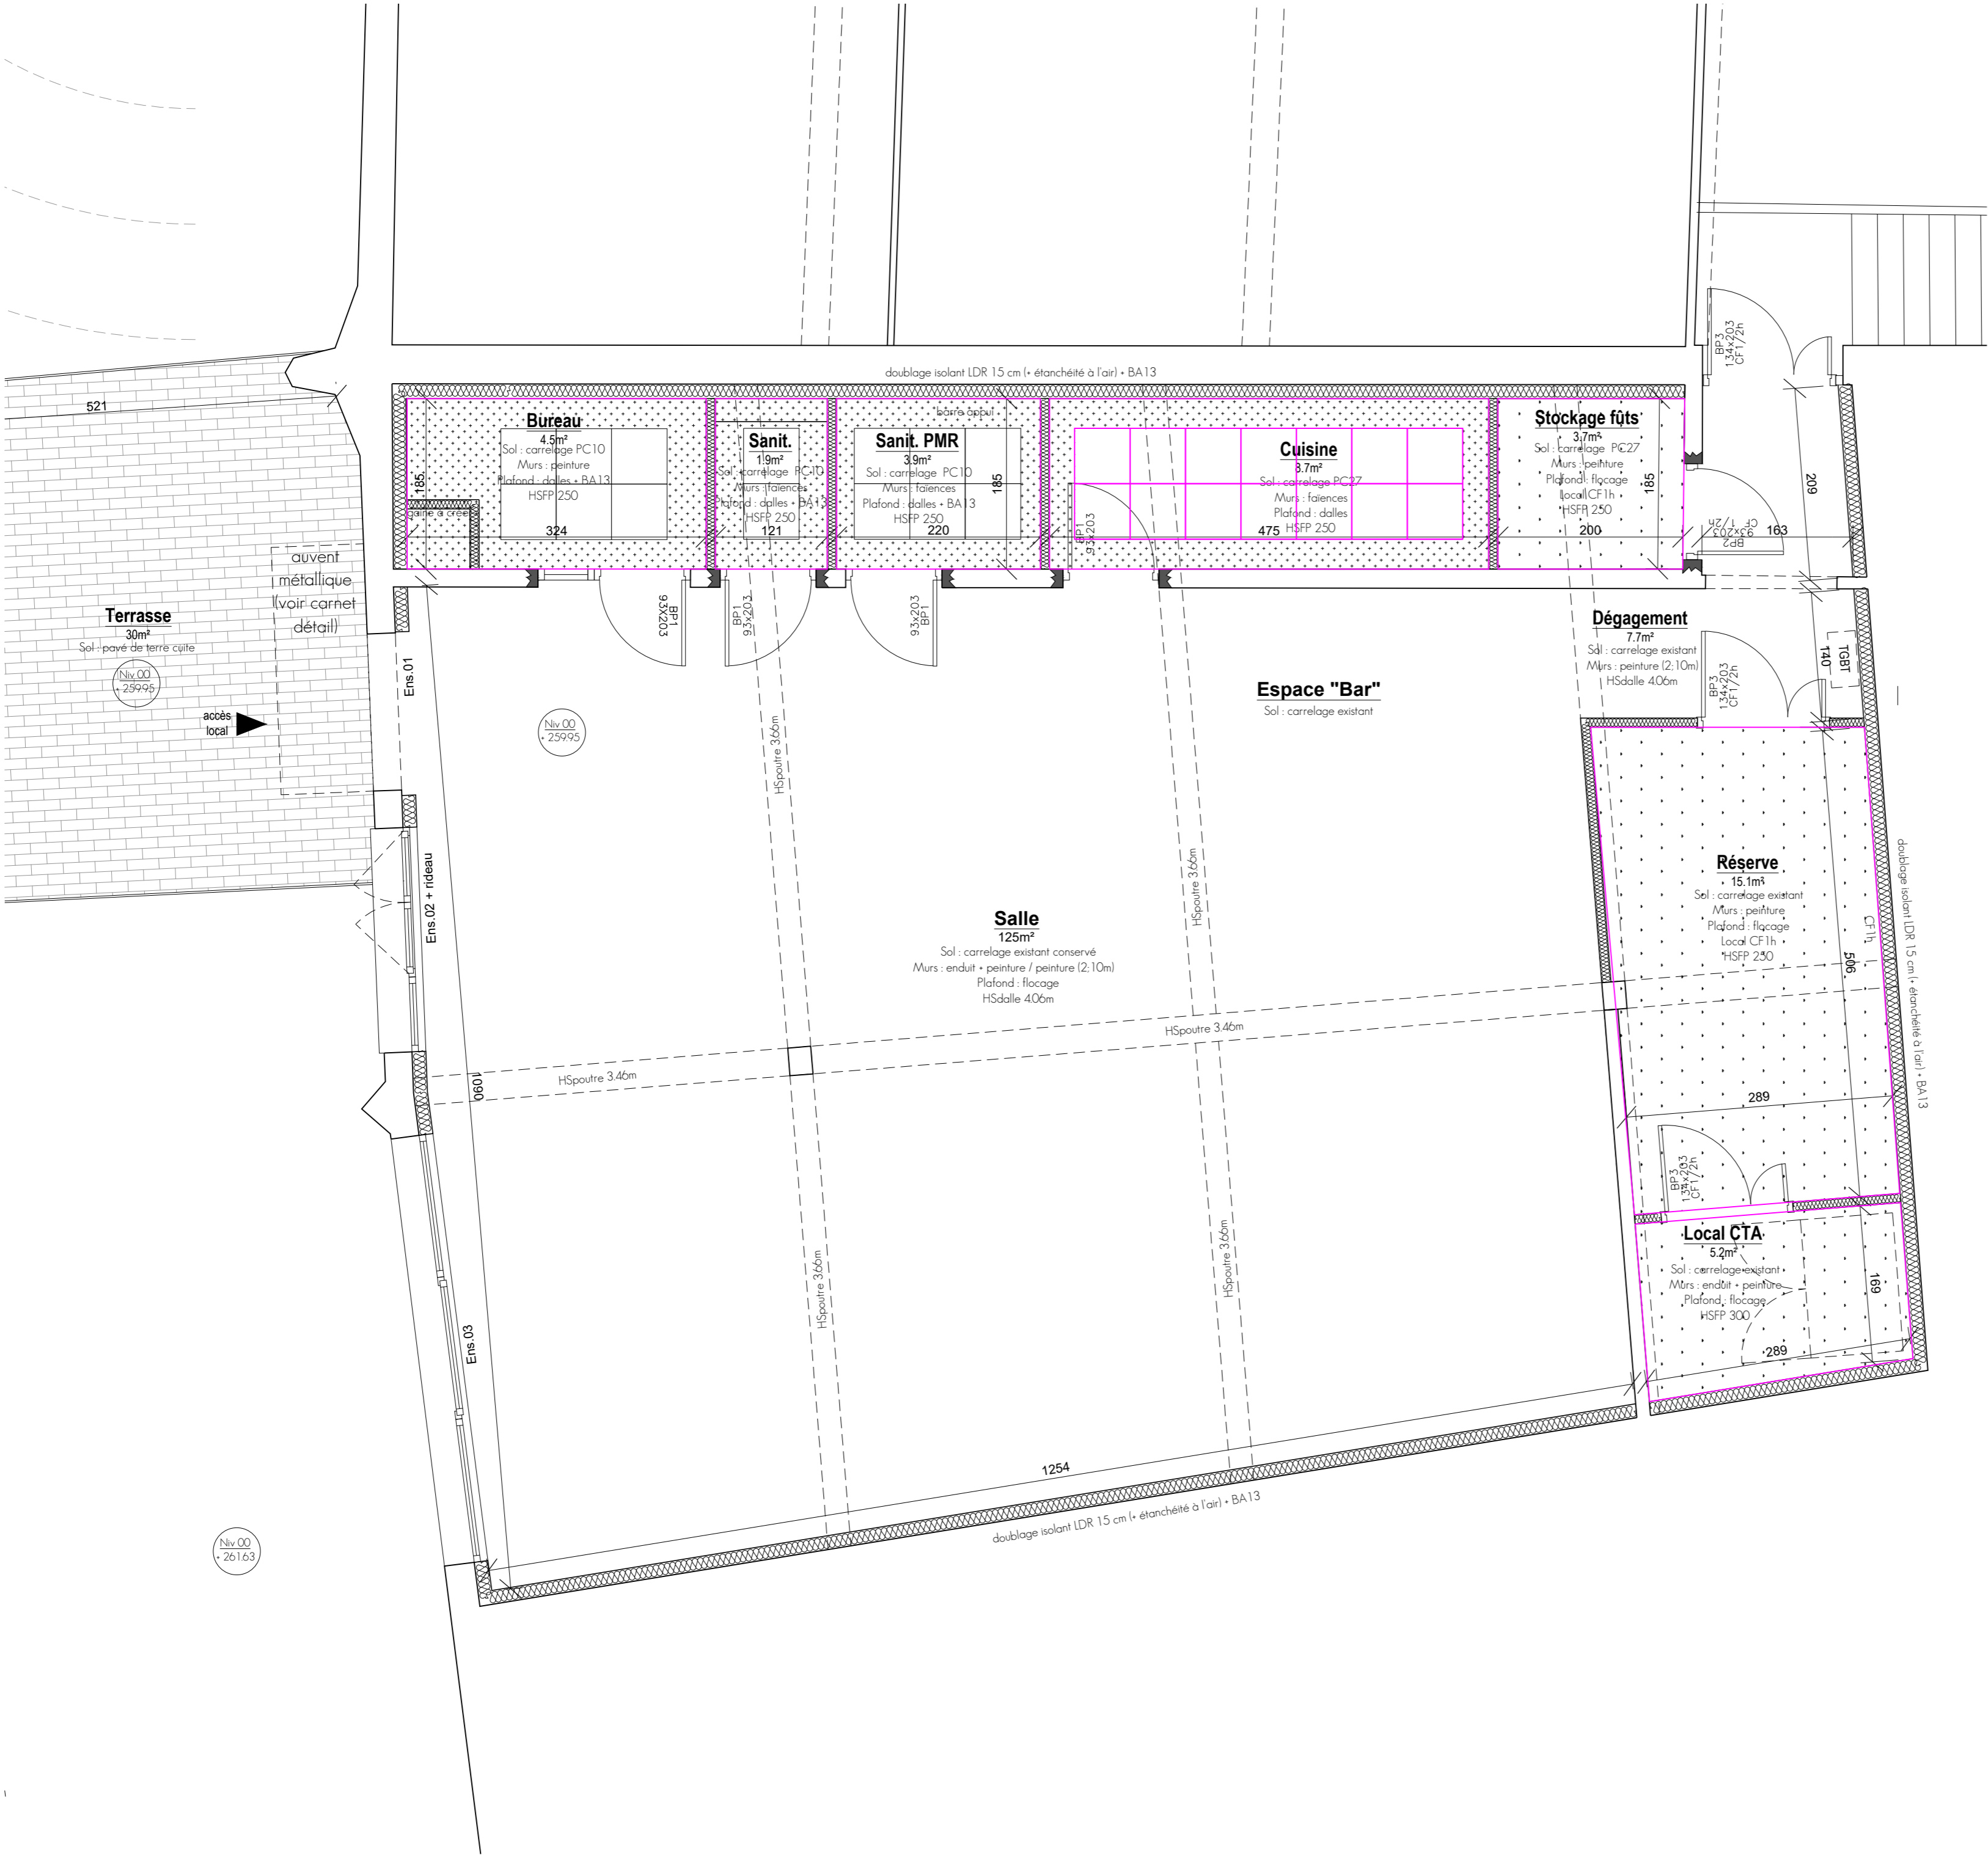 doublage isolant LDR 15 cm (+ étanchéité à l'air) + BA13
521
Bureau
4.5m²
Sol : carrelage PC10
Murs : peinture
Plafond : dalles + BA13
HSFP 250
185
gaine à créer
324
Sanit.
1.9m²
Sol : carrelage PC10
Murs : faïences
Plafond : dalles + BA13
HSFP 250
121
barre appui
Sanit. PMR
3.9m²
Sol : carrelage PC10
Murs : faïences
Plafond : dalles + BA13
HSFP 250
220
185
Cuisine
8.7m²
Sol : carrelage PC27
Murs : faïences
Plafond : dalles
HSFP 250
475
BP1
93x203
Stockage fûts
3.7m²
Sol : carrelage PC27
Murs : peinture
Plafond : flocage
Local CF1h
HSFP 250
185
200
BP3
134x203
CF1/2h
209
BP2
93x203
CF 1/2h
163
auvent
métallique
(voir carnet
détail)
Terrasse
30m²
Sol : pavé de terre cuite
Niv 00
+ 259.95
accès
local
Ens.01
Niv 00
+ 259.95
BP1
93X203
BP1
93x203
BP1
93x203
Espace "Bar"
Sol : carrelage existant
Dégagement
7.7m²
Sol : carrelage existant
Murs : peinture (2;10m)
HSdalle 4.06m
BP3
134x203
CF1/2h
140
TGBT
HSpoutre 3.66m
HSpoutre 3.66m
Ens.02 + rideau
Salle
125m²
Sol : carrelage existant conservé
Murs : enduit + peinture / peinture (2;10m)
Plafond : flocage
HSdalle 4.06m
Réserve
15.1m²
Sol : carrelage existant
Murs : peinture
Plafond : flocage
Local CF1h
HSFP 250
CF1h
506
doublage isolant LDR 15 cm (+ étanchéité à l'air) + BA13
HSpoutre 3.46m
HSpoutre 3.46m
1090
289
BP3
134x203
CF1/2h
Local CTA
5.2m²
Sol : carrelage existant
Murs : enduit + peinture
Plafond : flocage
HSFP 300
169
289
HSpoutre 3.66m
HSpoutre 3.66m
Ens.03
1254
doublage isolant LDR 15 cm (+ étanchéité à l'air) + BA13
Niv 00
+ 261.63